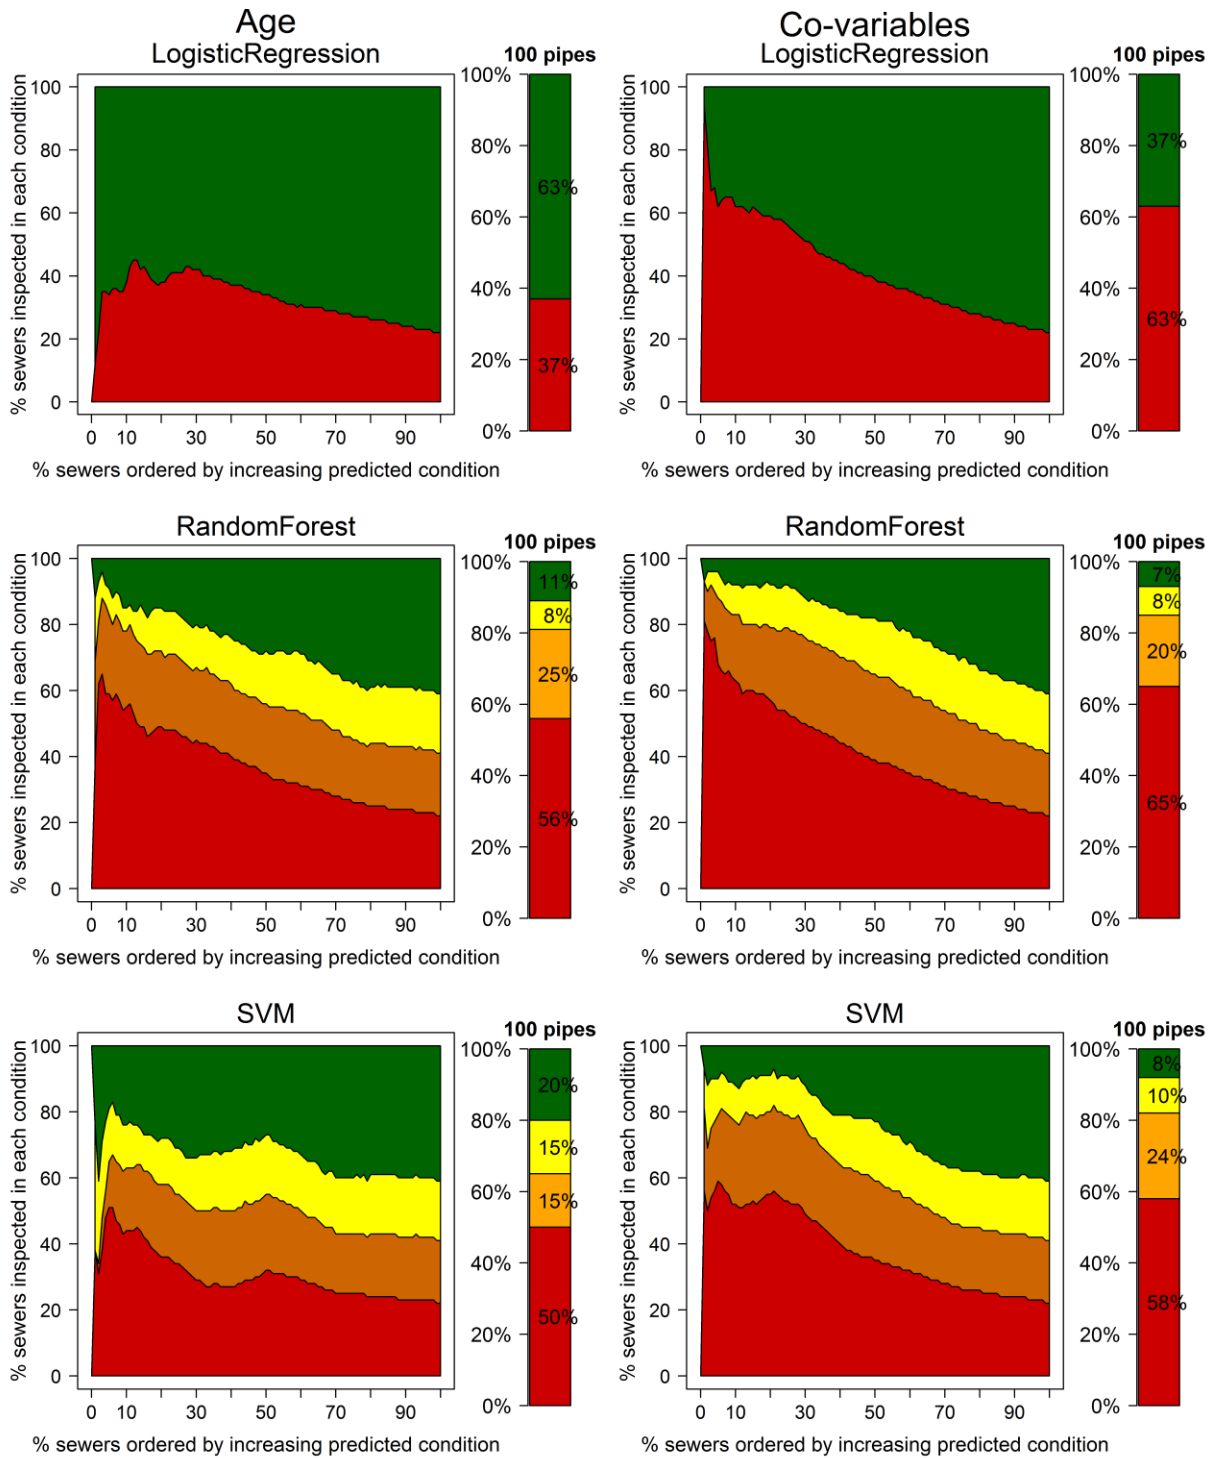 Age
LogisticRegression
100 pipes
% sewers inspected in each condition
100
80
60
40
20
0
0 10 30 50 70 90
% sewers ordered by increasing predicted condition
100%
80%
60%
40%
20%
0%
63%
37%
Co-variables
LogisticRegression
100 pipes
% sewers inspected in each condition
100
80
60
40
20
0
0 10 30 50 70 90
% sewers ordered by increasing predicted condition
100%
80%
60%
40%
20%
0%
37%
63%
RandomForest
100 pipes
% sewers inspected in each condition
100
80
60
40
20
0
0 10 30 50 70 90
% sewers ordered by increasing predicted condition
100%
80%
60%
40%
20%
0%
11%
8%
25%
56%
RandomForest
100 pipes
% sewers inspected in each condition
100
80
60
40
20
0
0 10 30 50 70 90
% sewers ordered by increasing predicted condition
100%
80%
60%
40%
20%
0%
7%
8%
20%
65%
SVM
100 pipes
% sewers inspected in each condition
100
80
60
40
20
0
0 10 30 50 70 90
% sewers ordered by increasing predicted condition
100%
80%
60%
40%
20%
0%
20%
15%
15%
50%
SVM
100 pipes
% sewers inspected in each condition
100
80
60
40
20
0
0 10 30 50 70 90
% sewers ordered by increasing predicted condition
100%
80%
60%
40%
20%
0%
8%
10%
24%
58%